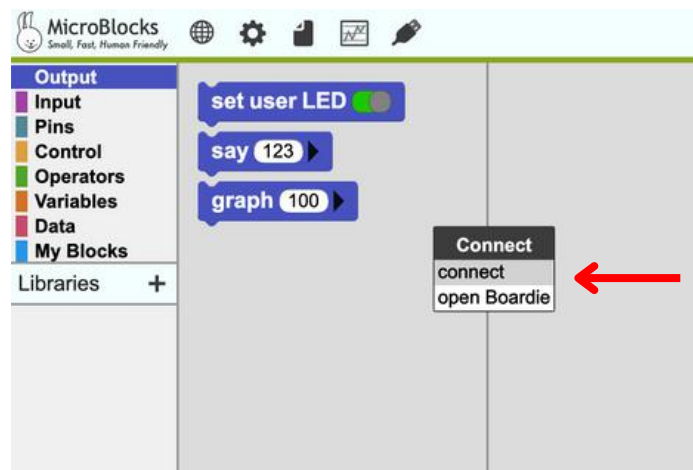 MicroBlocks
Small, Fast, Human Friendly
Output
Input
Pins
Control
Operators
Variables
Data
My Blocks
Libraries +
set user LED
say 123
graph 100
Connect
connect
open Boardie